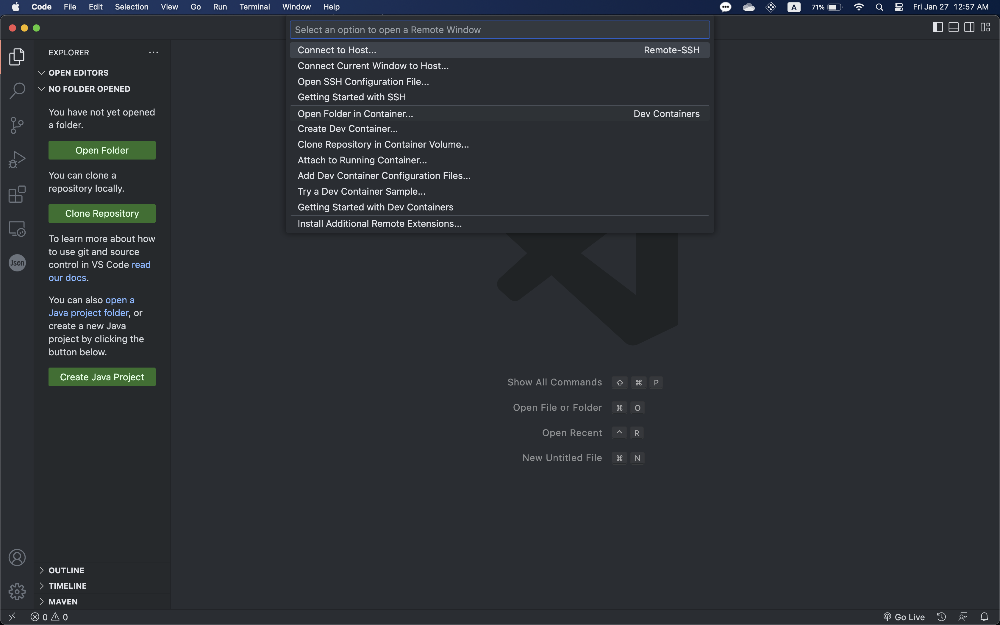 Code File Edit Selection View Go Run Terminal Window Help
A 71% Fri Jan 27 12:57 AM
Select an option to open a Remote Window
Connect to Host... Remote-SSH
Connect Current Window to Host...
Open SSH Configuration File...
Getting Started with SSH
Open Folder in Container... Dev Containers
Create Dev Container...
Clone Repository in Container Volume...
Attach to Running Container...
Add Dev Container Configuration Files...
Try a Dev Container Sample...
Getting Started with Dev Containers
Install Additional Remote Extensions...
EXPLORER
OPEN EDITORS
NO FOLDER OPENED
You have not yet opened
a folder.
Open Folder
You can clone a
repository locally.
Clone Repository
To learn more about how
to use git and source
control in VS Code read
our docs.
You can also open a
Java project folder, or
create a new Java
project by clicking the
button below.
Create Java Project
Json
Show All Commands ⇧ ⌘ P
Open File or Folder ⌘ O
Open Recent ^ R
New Untitled File ⌘ N
OUTLINE
TIMELINE
MAVEN
0 0
Go Live